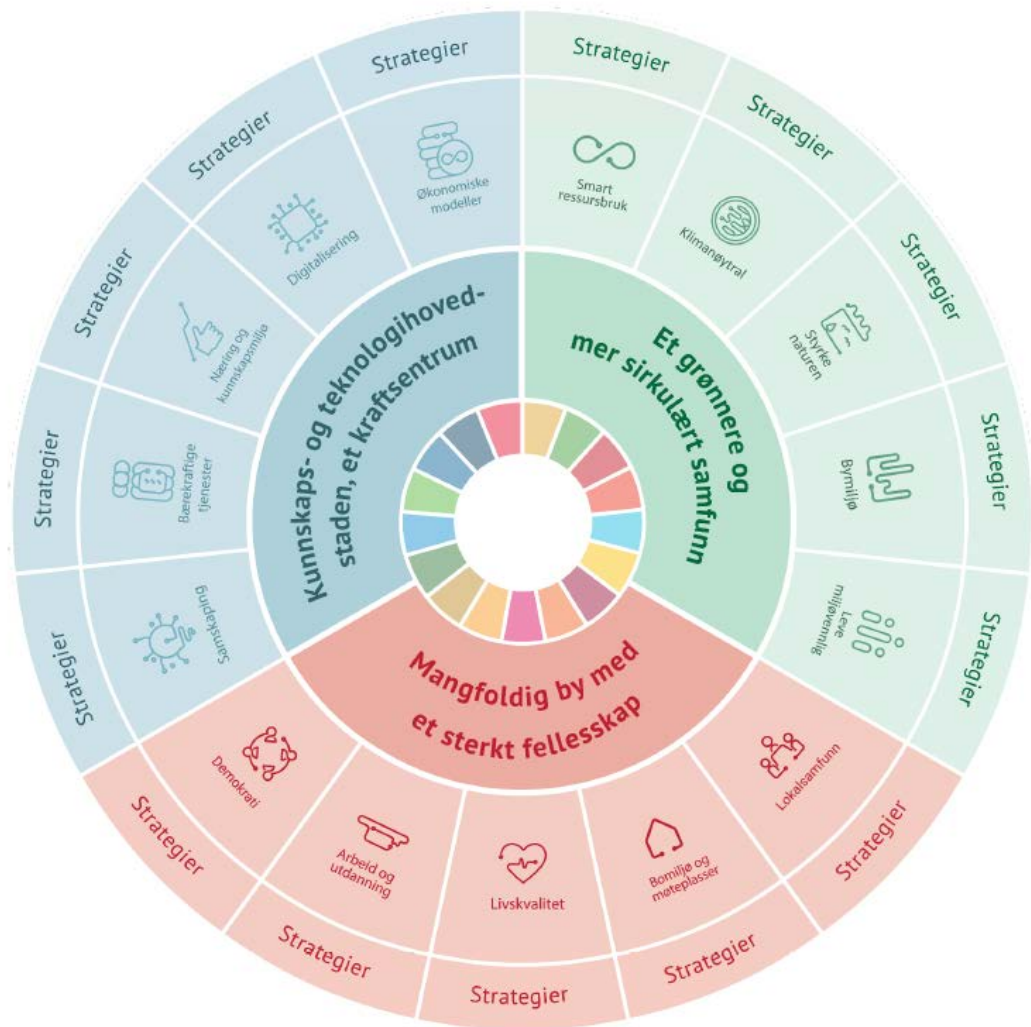 Strategier
Økonomiske
modeller
Strategier
Smart
ressursbruk
Strategier
Klimanøytral
Strategier
Styrke
naturen
Strategier
Bymiljø
Strategier
Leve
miljøvennlig
Strategier
Lokalsamfunn
Strategier
Bomiljø og
møteplasser
Strategier
Livskvalitet
Strategier
Arbeid og
utdanning
Strategier
Demokrati
Strategier
Samskaping
Strategier
Bærekraftige
tjenester
Strategier
Næring og
kunnskapsmiljø
Strategier
Digitalisering
Kunnskaps- og teknologihoved-
staden, et kraftsentrum
Et grønnere og
mer sirkulært samfunn
Mangfoldig by med
et sterkt fellesskap